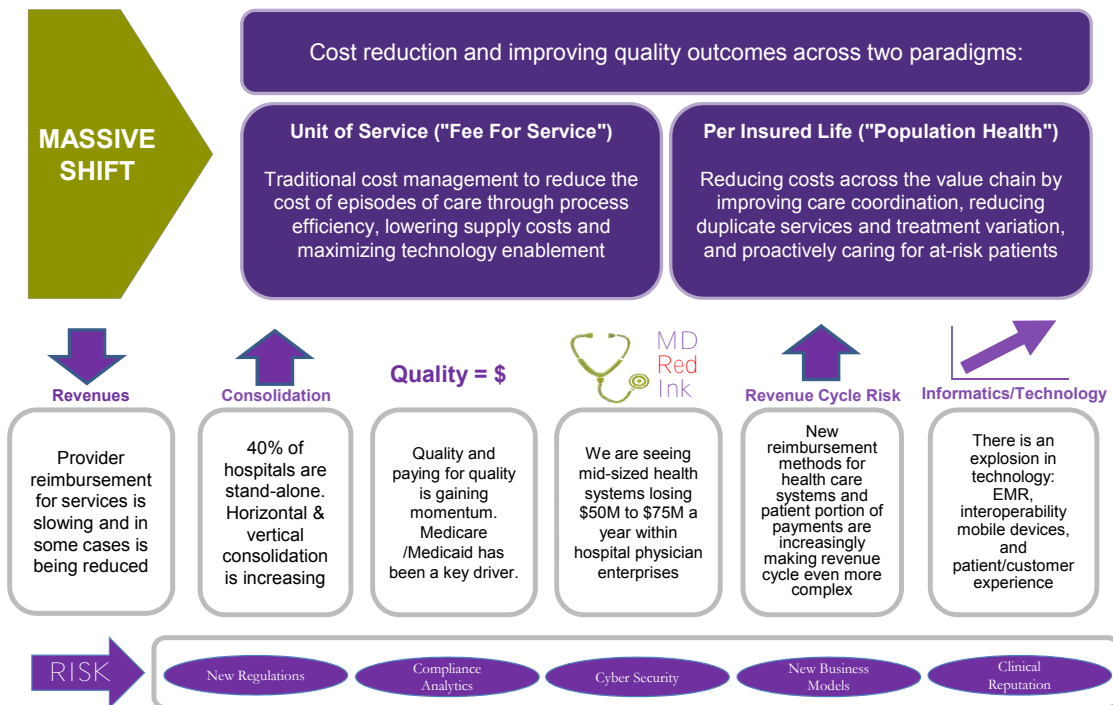 Cost reduction and improving quality outcomes across two paradigms:
MASSIVE
SHIFT
Unit of Service ("Fee For Service")
Traditional cost management to reduce the
cost of episodes of care through process
efficiency, lowering supply costs and
maximizing technology enablement
Per Insured Life ("Population Health")
Reducing costs across the value chain by
improving care coordination, reducing
duplicate services and treatment variation,
and proactively caring for at-risk patients
Revenues
Provider
reimbursement
for services is
slowing and in
some cases is
being reduced
Consolidation
40% of
hospitals are
stand-alone.
Horizontal &
vertical
consolidation
is increasing
Quality = $
Quality and
paying for quality
is gaining
momentum.
Medicare
/Medicaid has
been a key driver.
MD
Red
Ink
We are seeing
mid-sized health
systems losing
$50M to $75M a
year within
hospital physician
enterprises
Revenue Cycle Risk
New
reimbursement
methods for
health care
systems and
patient portion of
payments are
increasingly
making revenue
cycle even more
complex
Informatics/Technology
There is an
explosion in
technology:
EMR,
interoperability
mobile devices,
and
patient/customer
experience
RISK
New Regulations
Compliance
Analytics
Cyber Security
New Business
Models
Clinical
Reputation